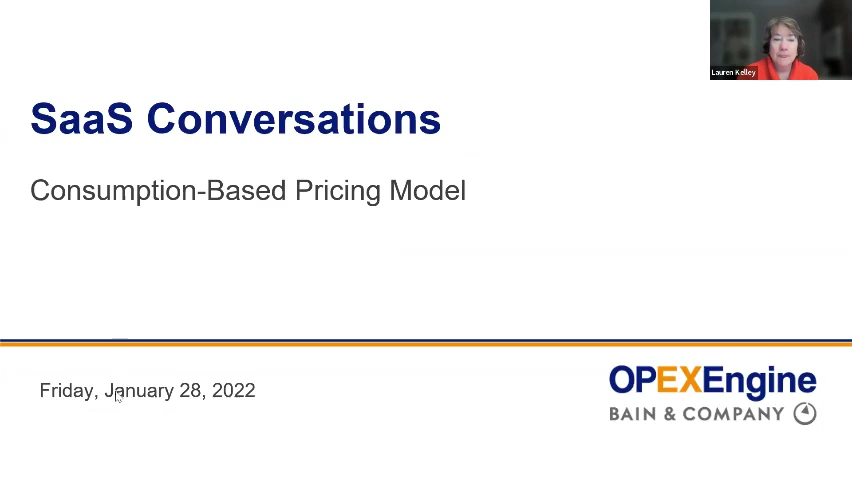 Lauren Kelley
SaaS Conversations
Consumption-Based Pricing Model
Friday, January 28, 2022
OPEXEngine
BAIN & COMPANY